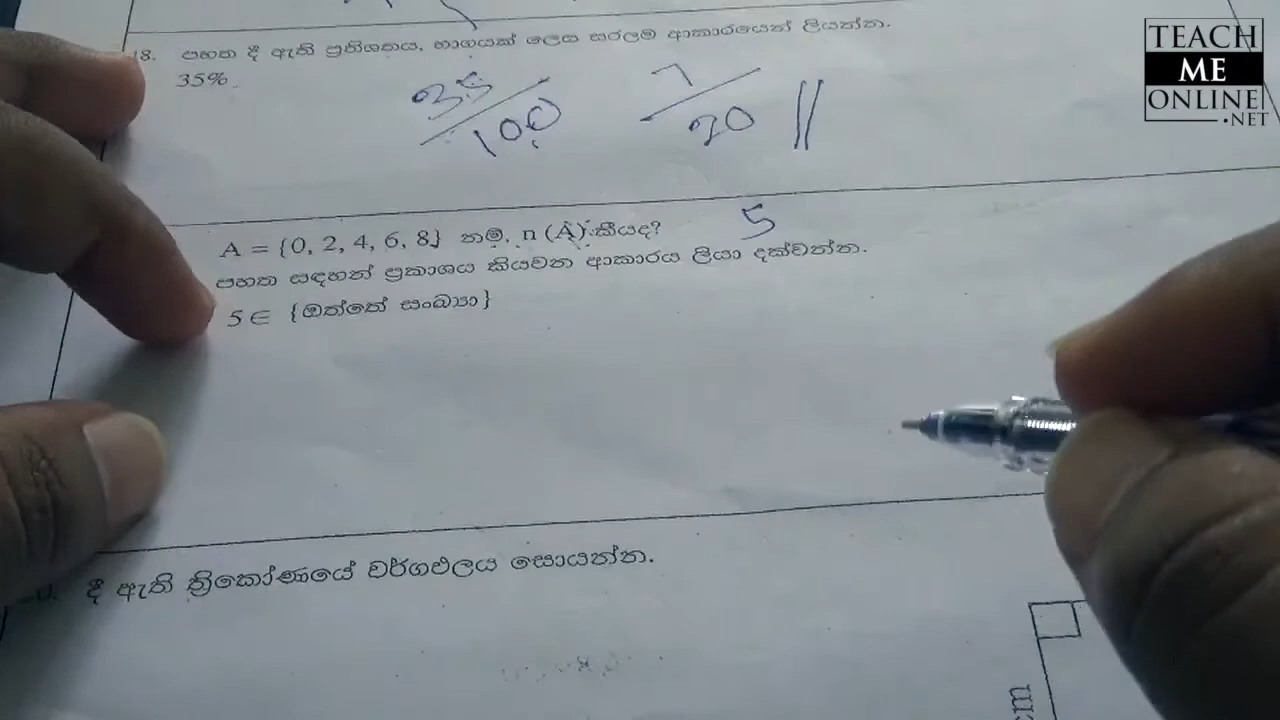 18. පහත දී ඇති ප්‍රතිශතය, භාගයක් ලෙස සරලම ආකාරයෙන් ලියන්න.
35%
35/100 7/20 ||
A = {0, 2, 4, 6, 8} නම්, n (A) කීයද? 5
පහත සඳහන් ප්‍රකාශය කියවන ආකාරය ලියා දක්වන්න.
5 ∈ {ඔත්තේ සංඛ්‍යා}
දී ඇති ත්‍රිකෝණයේ වර්ගඵලය සොයන්න.
cm
TEACH
ME
ONLINE
.NET